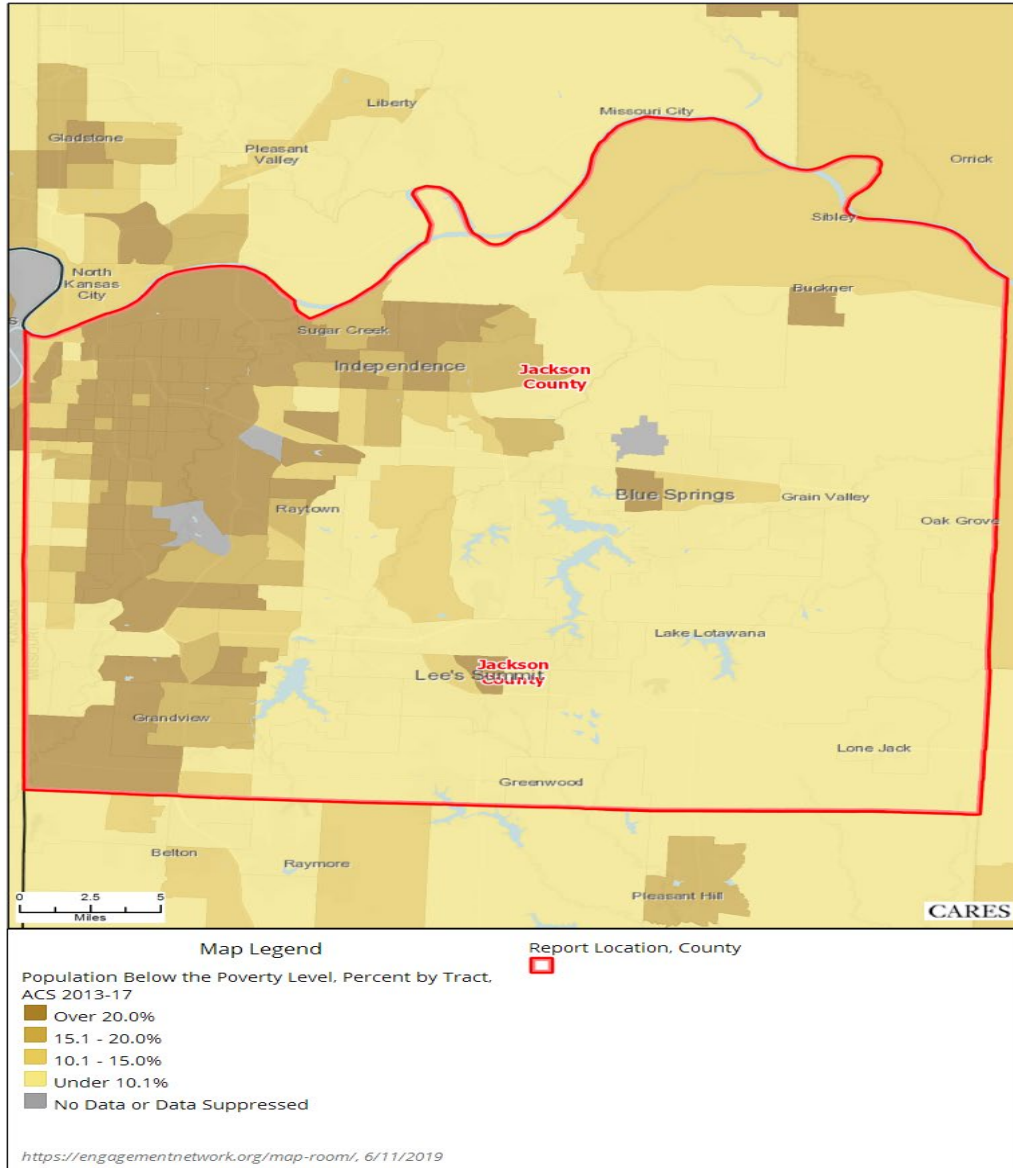 Liberty
Missouri City
Gladstone
Pleasant
Valley
Orrick
Sibley
North
Kansas
City
Buckner
S
Sugar Creek
Independence
Jackson
County
Blue Springs
Grain Valley
Raytown
Oak Grove
Lake Lotawana
MISSOURI
Jackson
County
Lee's Summit
Grandview
Lone Jack
Greenwood
Belton
Raymore
Pleasant Hill
0 2.5 5
Miles
CARES
Map Legend
Report Location, County
Population Below the Poverty Level, Percent by Tract,
ACS 2013-17
Over 20.0%
15.1 - 20.0%
10.1 - 15.0%
Under 10.1%
No Data or Data Suppressed
https://engagementnetwork.org/map-room/, 6/11/2019